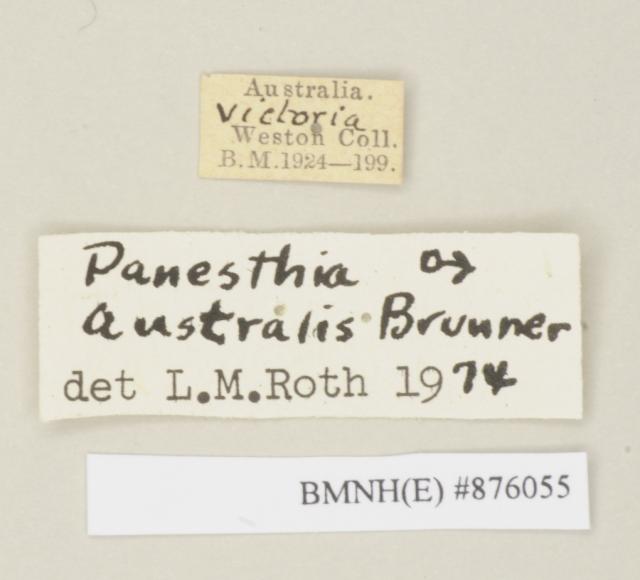 Australia.
Victoria
Weston Coll.
B.M.1924—199.
Panesthia ♂
australis Brunner
det L.M.Roth 1974
BMNH(E) #876055